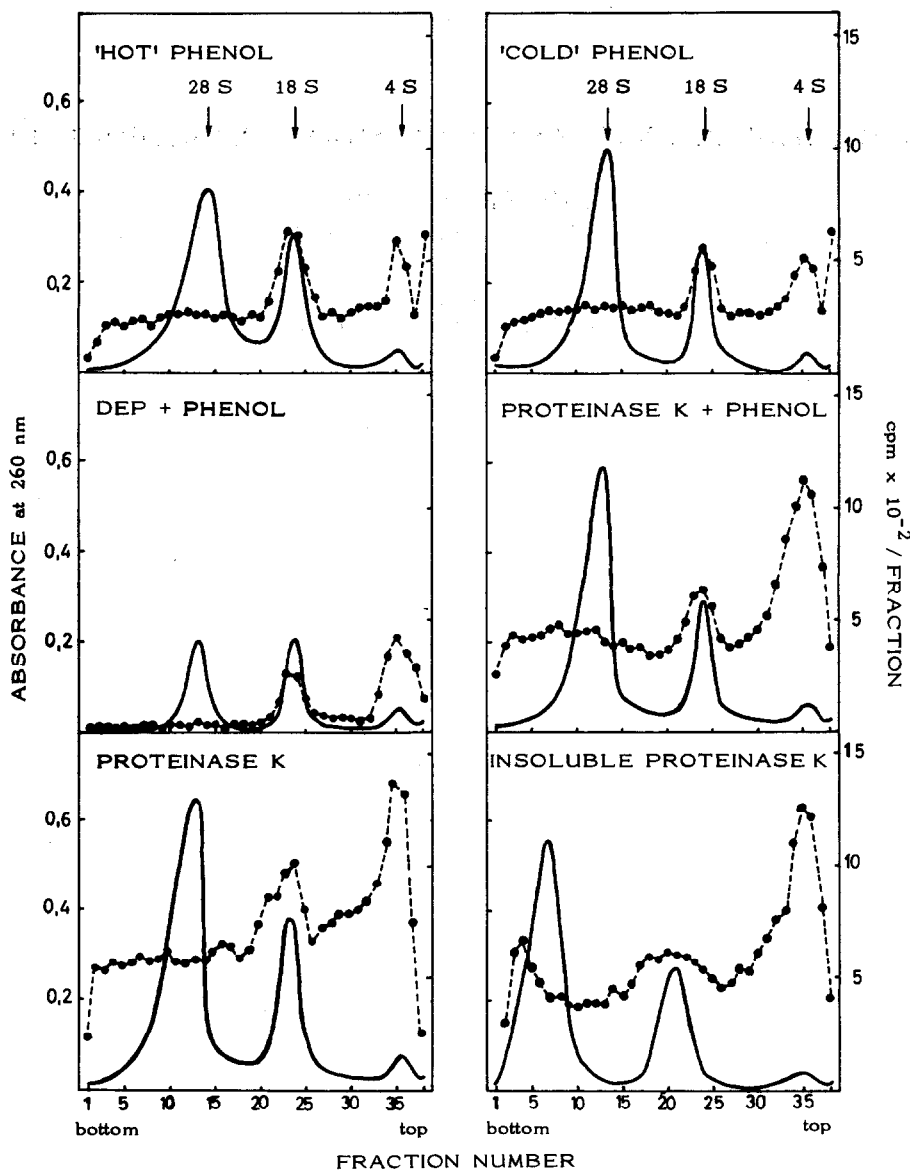 'HOT' PHENOL
28 S 18 S 4 S
0,6
0,4
0,2
'COLD' PHENOL
28 S 18 S 4 S
15
10
5
DEP + PHENOL
0,6
0,4
0,2
PROTEINASE K + PHENOL
15
10
5
PROTEINASE K
0,6
0,4
0,2
1 5 10 15 20 25 30 35
bottom top
INSOLUBLE PROTEINASE K
15
10
5
1 5 10 15 20 25 30 35
bottom top
ABSORBANCE at 260 nm
cpm x 10⁻² / FRACTION
FRACTION NUMBER